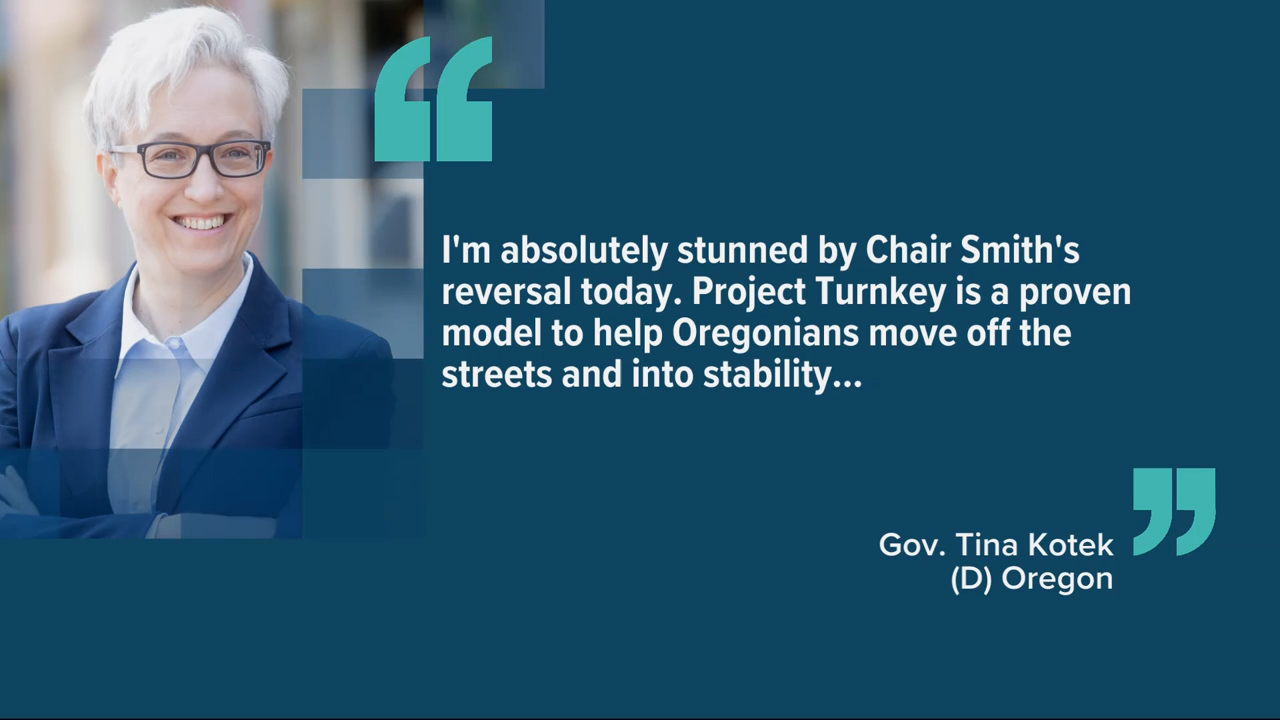 I'm absolutely stunned by Chair Smith's
reversal today. Project Turnkey is a proven
model to help Oregonians move off the
streets and into stability...
Gov. Tina Kotek
(D) Oregon